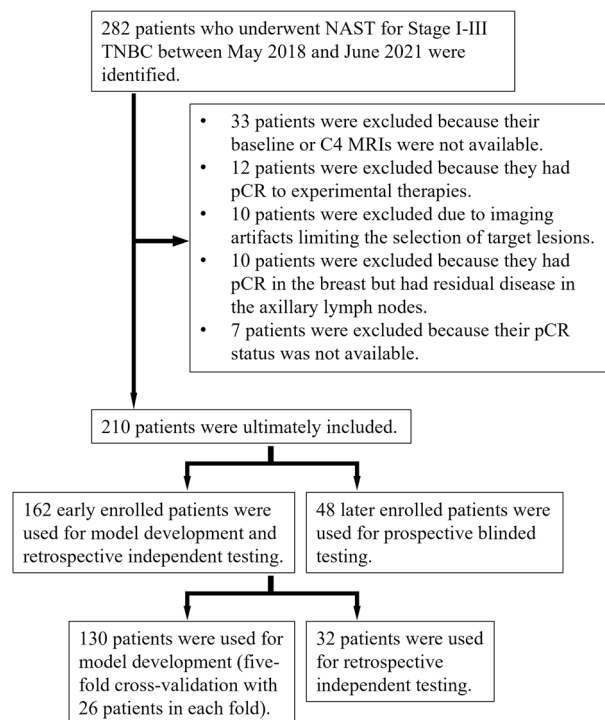 282 patients who underwent NAST for Stage I-III
TNBC between May 2018 and June 2021 were
identified.
• 33 patients were excluded because their
baseline or C4 MRIs were not available.
• 12 patients were excluded because they had
pCR to experimental therapies.
• 10 patients were excluded due to imaging
artifacts limiting the selection of target lesions.
• 10 patients were excluded because they had
pCR in the breast but had residual disease in
the axillary lymph nodes.
• 7 patients were excluded because their pCR
status was not available.
210 patients were ultimately included.
162 early enrolled patients were
used for model development and
retrospective independent testing.
48 later enrolled patients were
used for prospective blinded
testing.
130 patients were used for
model development (five-
fold cross-validation with
26 patients in each fold).
32 patients were used
for retrospective
independent testing.